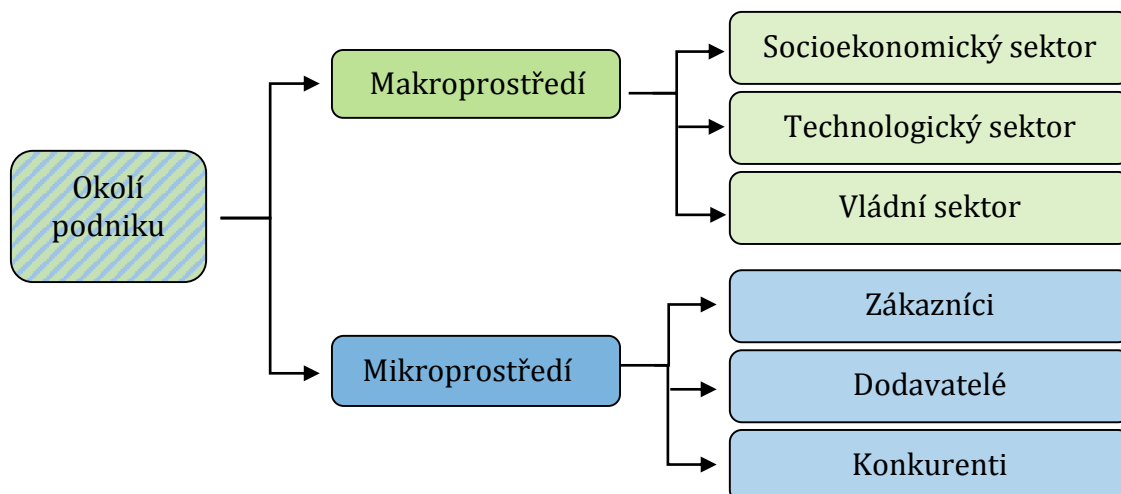 Okolí
podniku
Makroprostředí
Socioekonomický sektor
Technologický sektor
Vládní sektor
Mikroprostředí
Zákazníci
Dodavatelé
Konkurenti